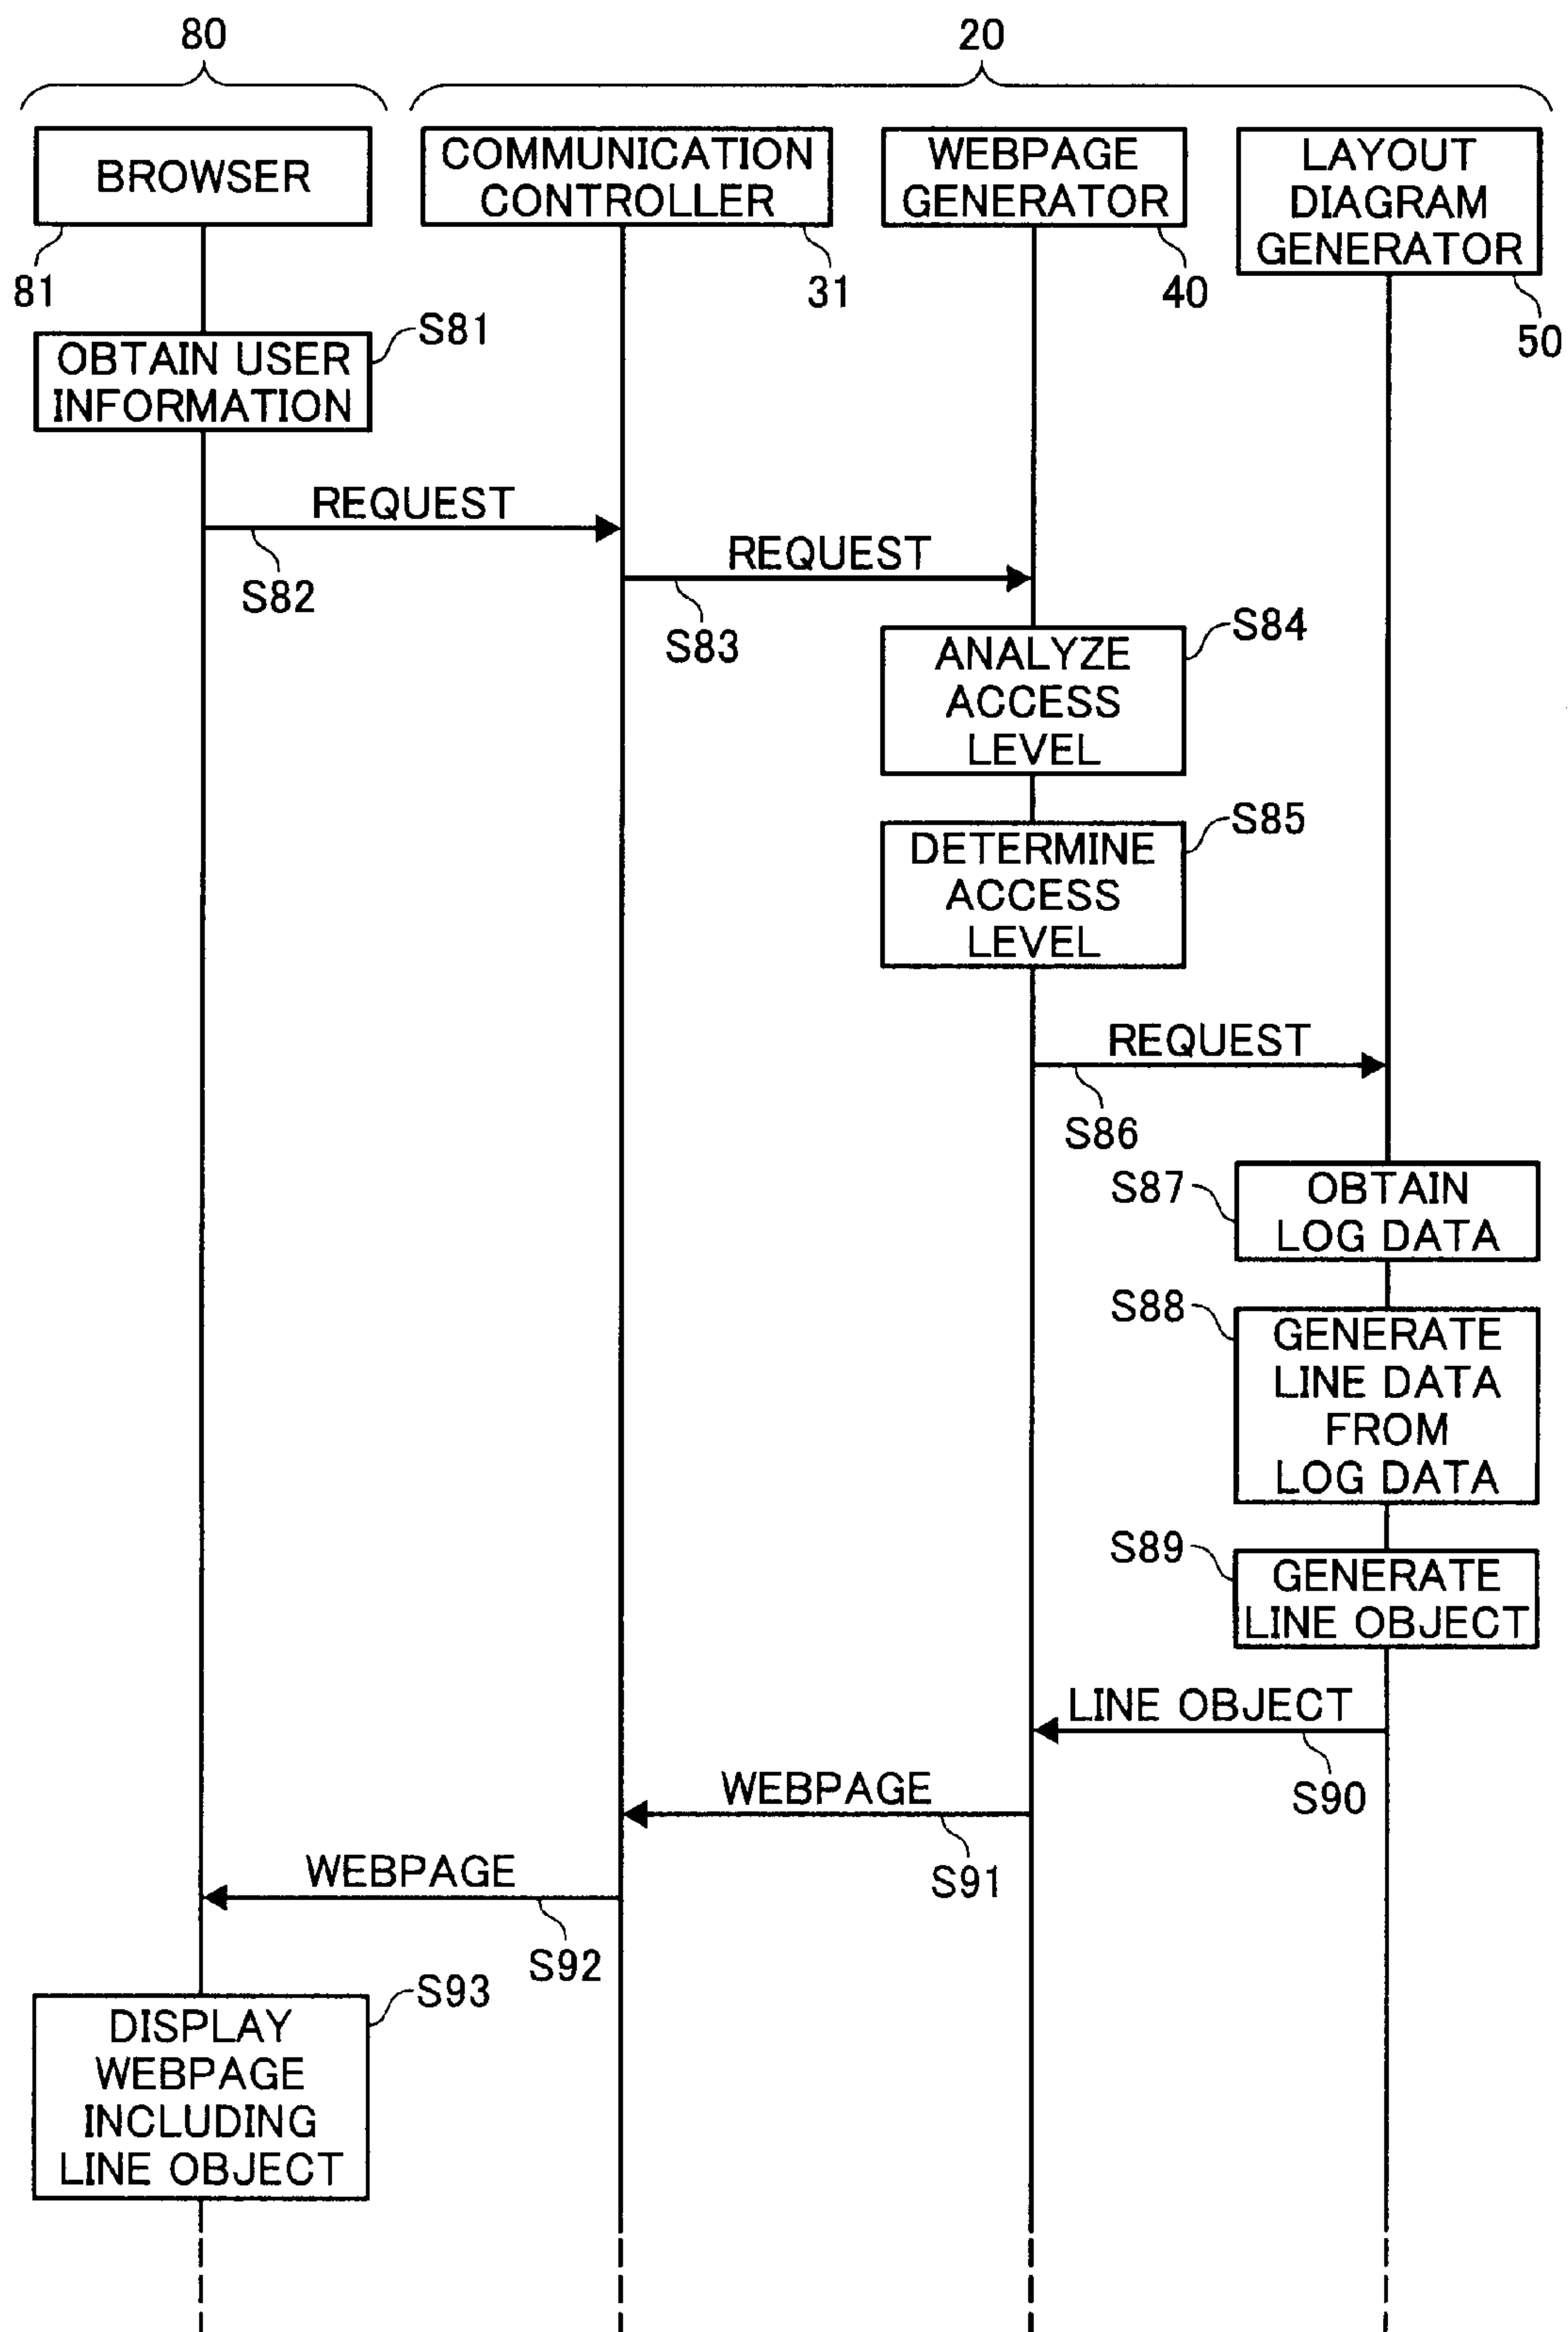 80
20
BROWSER
COMMUNICATION
CONTROLLER
WEBPAGE
GENERATOR
LAYOUT
DIAGRAM
GENERATOR
81
31
40
50
S81
OBTAIN USER
INFORMATION
REQUEST
S82
REQUEST
S83
S84
ANALYZE
ACCESS
LEVEL
S85
DETERMINE
ACCESS
LEVEL
REQUEST
S86
S87
OBTAIN
LOG DATA
S88
GENERATE
LINE DATA
FROM
LOG DATA
S89
GENERATE
LINE OBJECT
LINE OBJECT
S90
WEBPAGE
S91
WEBPAGE
S92
S93
DISPLAY
WEBPAGE
INCLUDING
LINE OBJECT